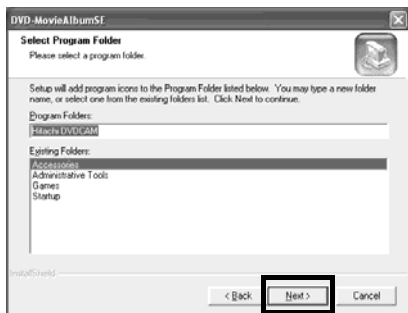 DVD-MovieAlbumSE
Select Program Folder
Please select a program folder.
Setup will add program icons to the Program Folder listed below. You may type a new folder
name, or select one from the existing folders list. Click Next to continue.
Program Folders:
Hitachi DVDCAM
Existing Folders:
Accessories
Administrative Tools
Games
Startup
InstallShield
< Back
Next >
Cancel